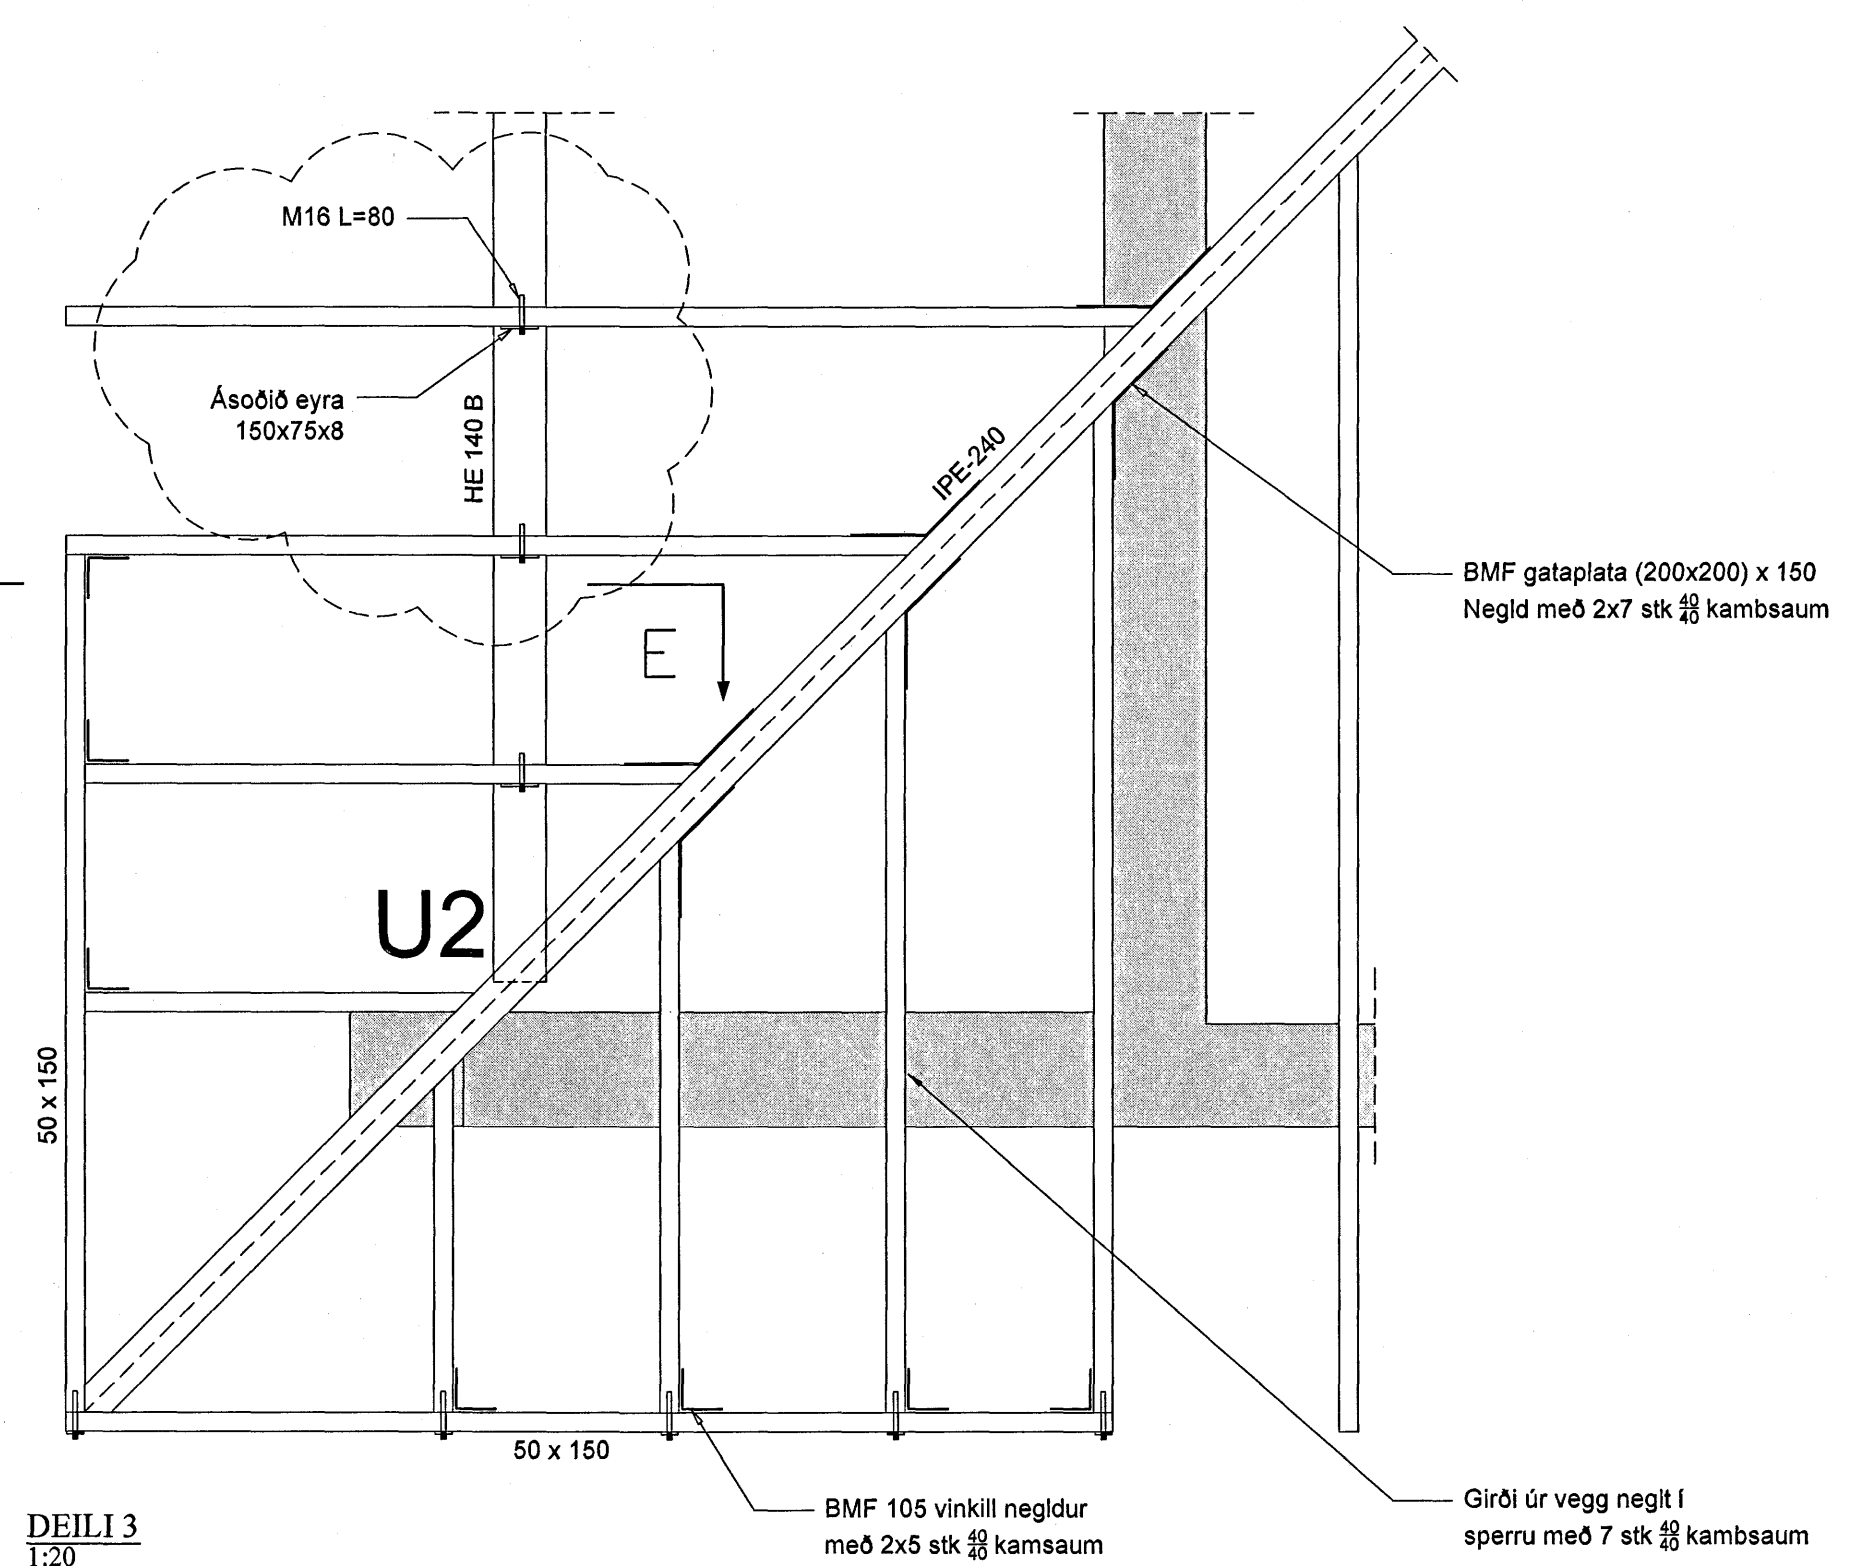 M16 L=80
Ásoðið eyra
150x75x8
HE 140 B
IPE-240
BMF gataplata (200x200) x 150
Negld með 2x7 stk 40/40 kambsaum
E
U2
50 x 150
50 x 150
BMF 105 vinkill negldur
með 2x5 stk 40/40 kamsaum
Girði úr vegg neglt í
sperru með 7 stk 40/40 kambsaum
DEILI 3
1:20